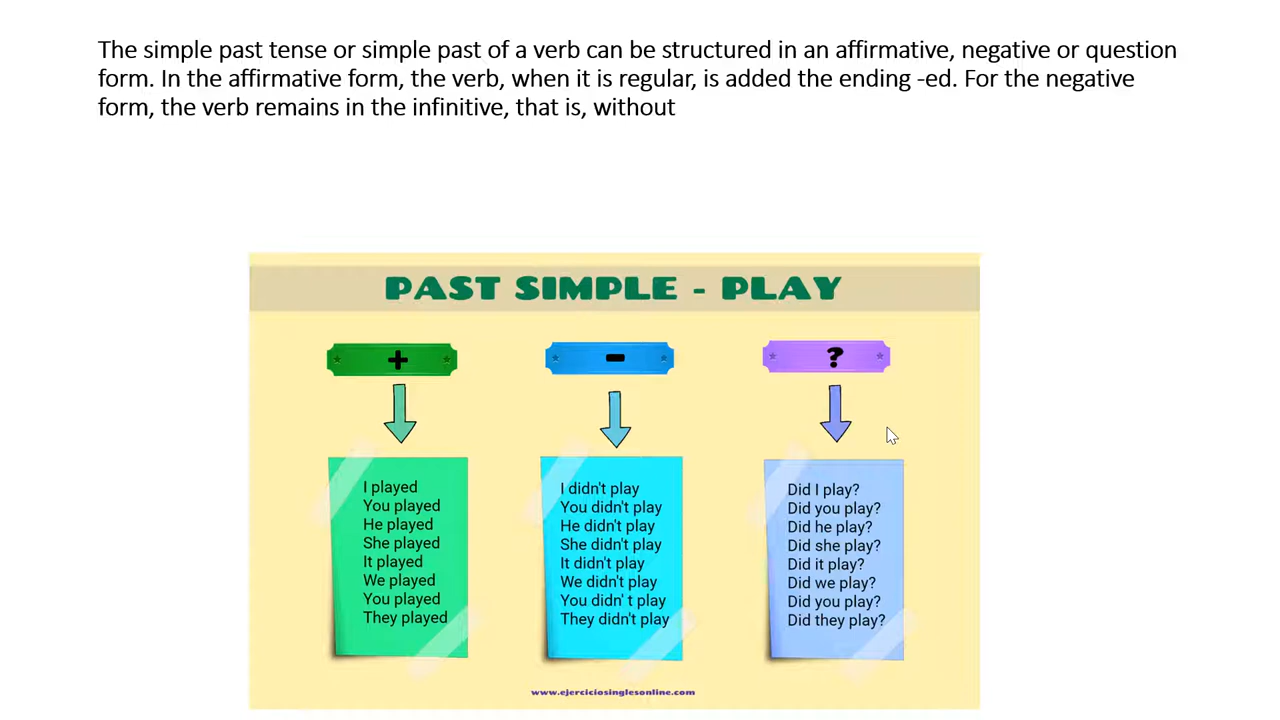 The simple past tense or simple past of a verb can be structured in an affirmative, negative or question
form. In the affirmative form, the verb, when it is regular, is added the ending -ed. For the negative
form, the verb remains in the infinitive, that is, without
PAST SIMPLE - PLAY
+
-
?
I played
You played
He played
She played
It played
We played
You played
They played
I didn't play
You didn't play
He didn't play
She didn't play
It didn't play
We didn't play
You didn' t play
They didn't play
Did I play?
Did you play?
Did he play?
Did she play?
Did it play?
Did we play?
Did you play?
Did they play?
www.ejerciciosinglesonline.com